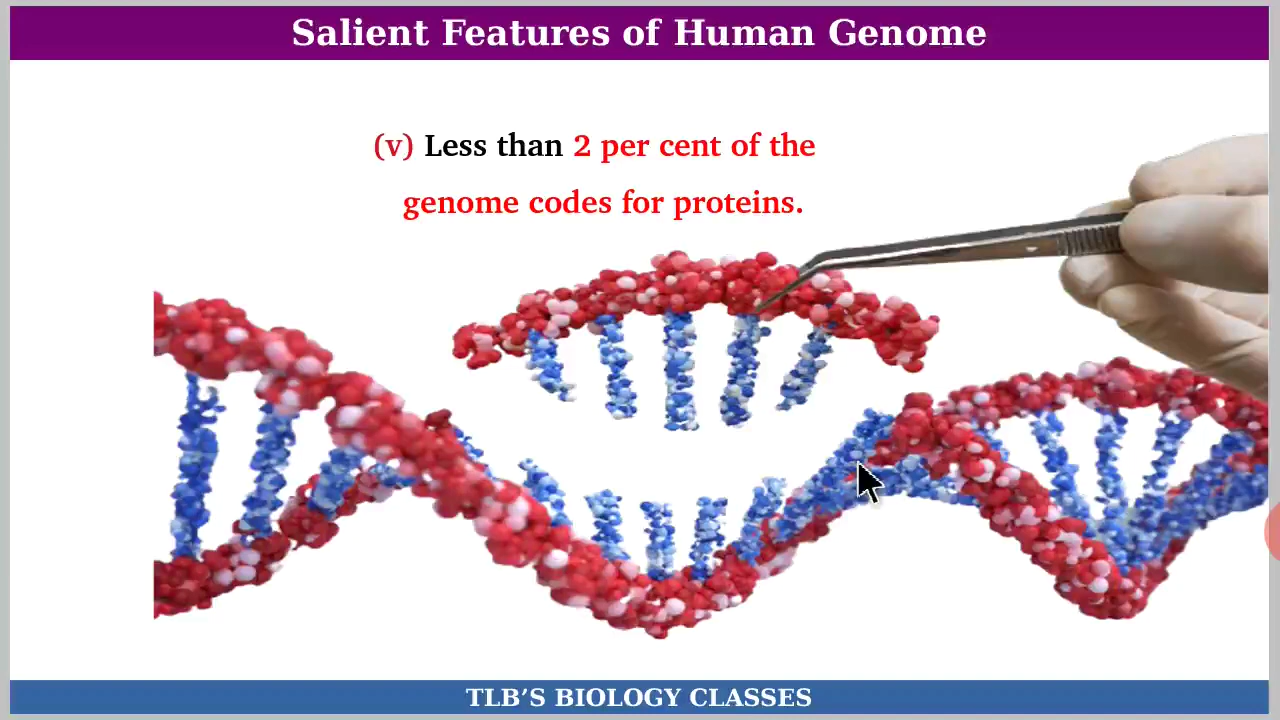 Salient Features of Human Genome
(v) Less than 2 per cent of the
genome codes for proteins.
TLB’S BIOLOGY CLASSES